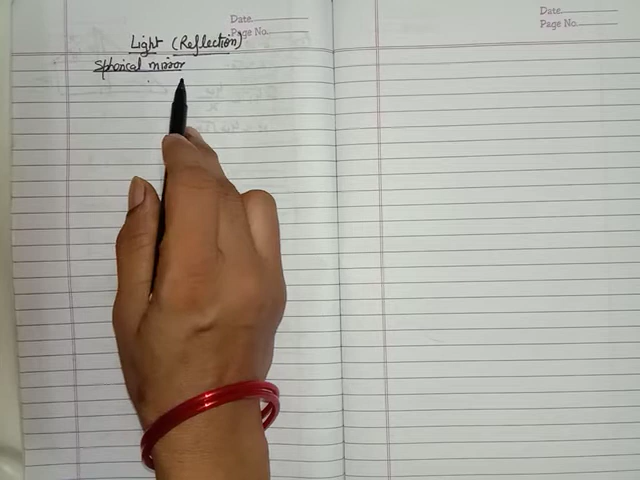 Date
Page No.
Light (Reflection)
Spherical mirror
Date
Page No.